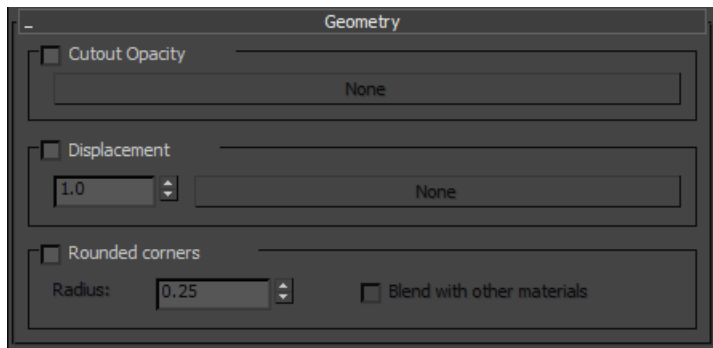 Geometry
Cutout Opacity
None
Displacement
1.0 None
Rounded corners
Radius: 0.25 Blend with other materials